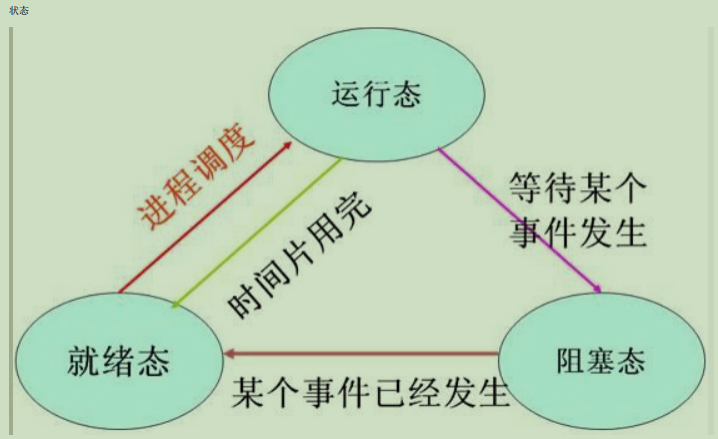 状态
运行态
进程调度
时间片用完
等待某个
事件发生
就绪态
阻塞态
某个事件已经发生